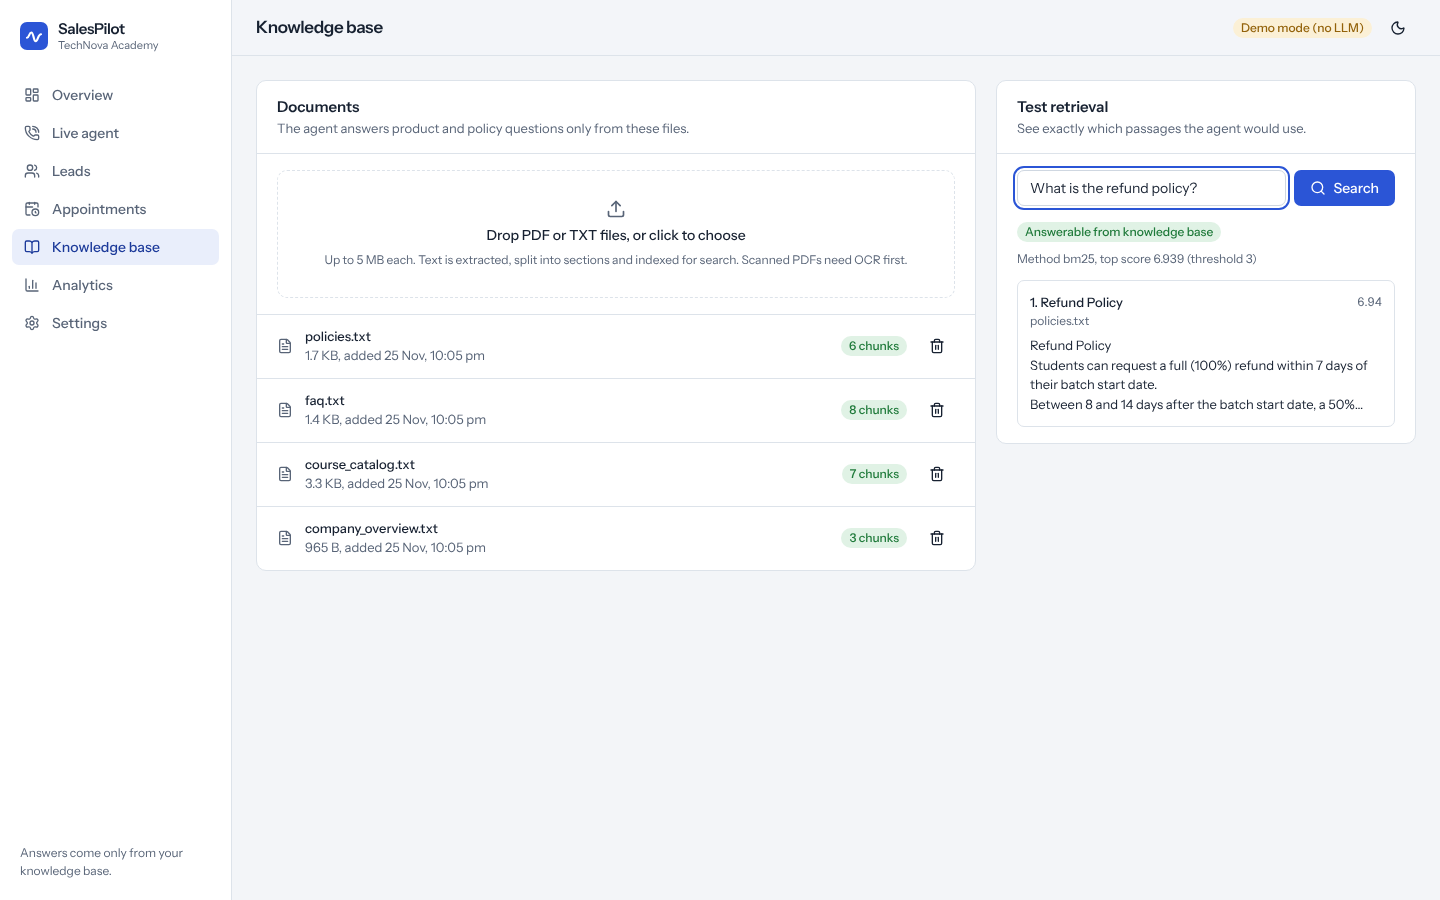 SalesPilot
TechNova Academy
Overview
Live agent
Leads
Appointments
Knowledge base
Analytics
Settings
Answers come only from your
knowledge base.
Knowledge base
Demo mode (no LLM)
Documents
The agent answers product and policy questions only from these files.
Drop PDF or TXT files, or click to choose
Up to 5 MB each. Text is extracted, split into sections and indexed for search. Scanned PDFs need OCR first.
policies.txt
1.7 KB, added 25 Nov, 10:05 pm
6 chunks
faq.txt
1.4 KB, added 25 Nov, 10:05 pm
8 chunks
course_catalog.txt
3.3 KB, added 25 Nov, 10:05 pm
7 chunks
company_overview.txt
965 B, added 25 Nov, 10:05 pm
3 chunks
Test retrieval
See exactly which passages the agent would use.
What is the refund policy?
Search
Answerable from knowledge base
Method bm25, top score 6.939 (threshold 3)
1. Refund Policy 6.94
policies.txt
Refund Policy
Students can request a full (100%) refund within 7 days of
their batch start date.
Between 8 and 14 days after the batch start date, a 50%...